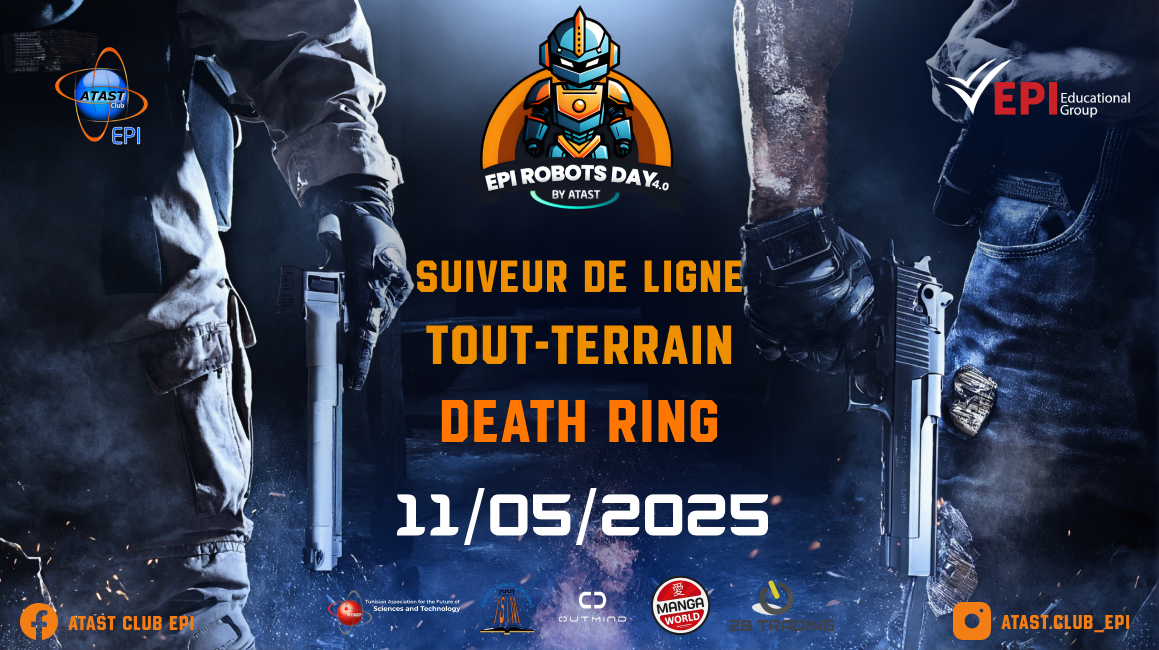 ATAST
Club
EPI
EPI ROBOTS DAY 4.0
BY ATAST
EPI Educational
Group
SUIVEUR DE LIGNE
TOUT-TERRAIN
DEATH RING
11/05/2025
ATAST CLUB EPI
ATAST
Tunisian Association for the Future of
Sciences and Technology
OUTMIND
愛
MANGA
WORLD
2B TRADING
ATAST.CLUB_EPI